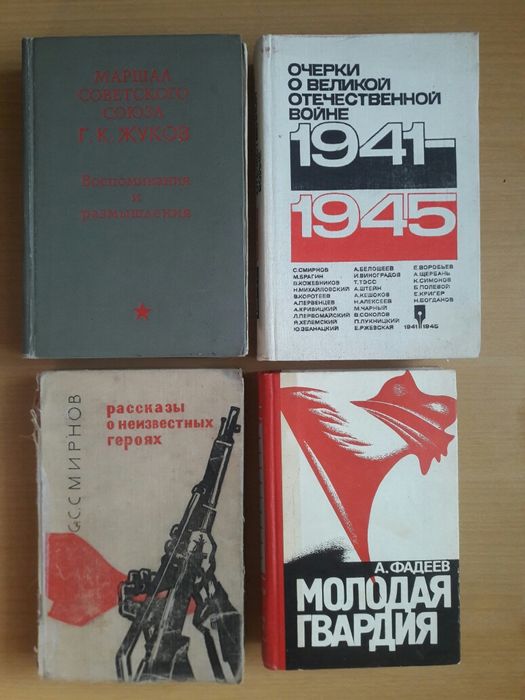 МАРШАЛ
СОВЕТСКОГО
СОЮЗА
Г. К. ЖУКОВ
Воспоминания и
размышления
ОЧЕРКИ
О ВЕЛИКОЙ
ОТЕЧЕСТВЕННОЙ
ВОЙНЕ
1941-
1945
С.СМИРНОВ
М.БРАГИН
В.КОЖЕВНИКОВ
Н.МИХАЙЛОВСКИЙ
В.КОРОТЕЕВ
А.ПЕРВЕНЦЕВ
А.КРИВИЦКИЙ
Л.ПЕРВОМАЙСКИЙ
Я.ХЕЛЕМСКИЙ
Ю.ЗБАНАЦКИЙ
А.БЕЛОШЕЕВ
И.ВИНОГРАДОВ
Т.ТЭСС
А.ШТЕЙН
А.КЕШОКОВ
Н.АЛЕКСЕЕВ
М.ЧАРНЫЙ
В.СОКОЛОВ
П.ЛУКНИЦКИЙ
Е.РЖЕВСКАЯ
Е.ВОРОБЬЕВ
А.ЩЕРБАНЬ
К.СИМОНОВ
Б.ПОЛЕВОЙ
Е.КРИГЕР
Н.БОГДАНОВ
1941 1945
С.С.СМИРНОВ
рассказы
о неизвестных
героях
А. ФАДЕЕВ
МОЛОДАЯ
ГВАРДИЯ